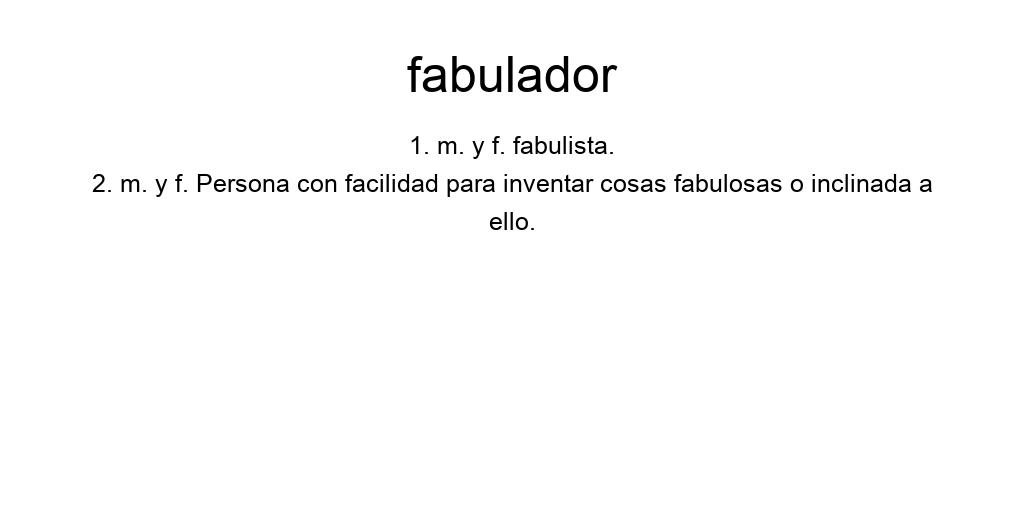 fabulador
1. m. y f. fabulista.
2. m. y f. Persona con facilidad para inventar cosas fabulosas o inclinada a
ello.